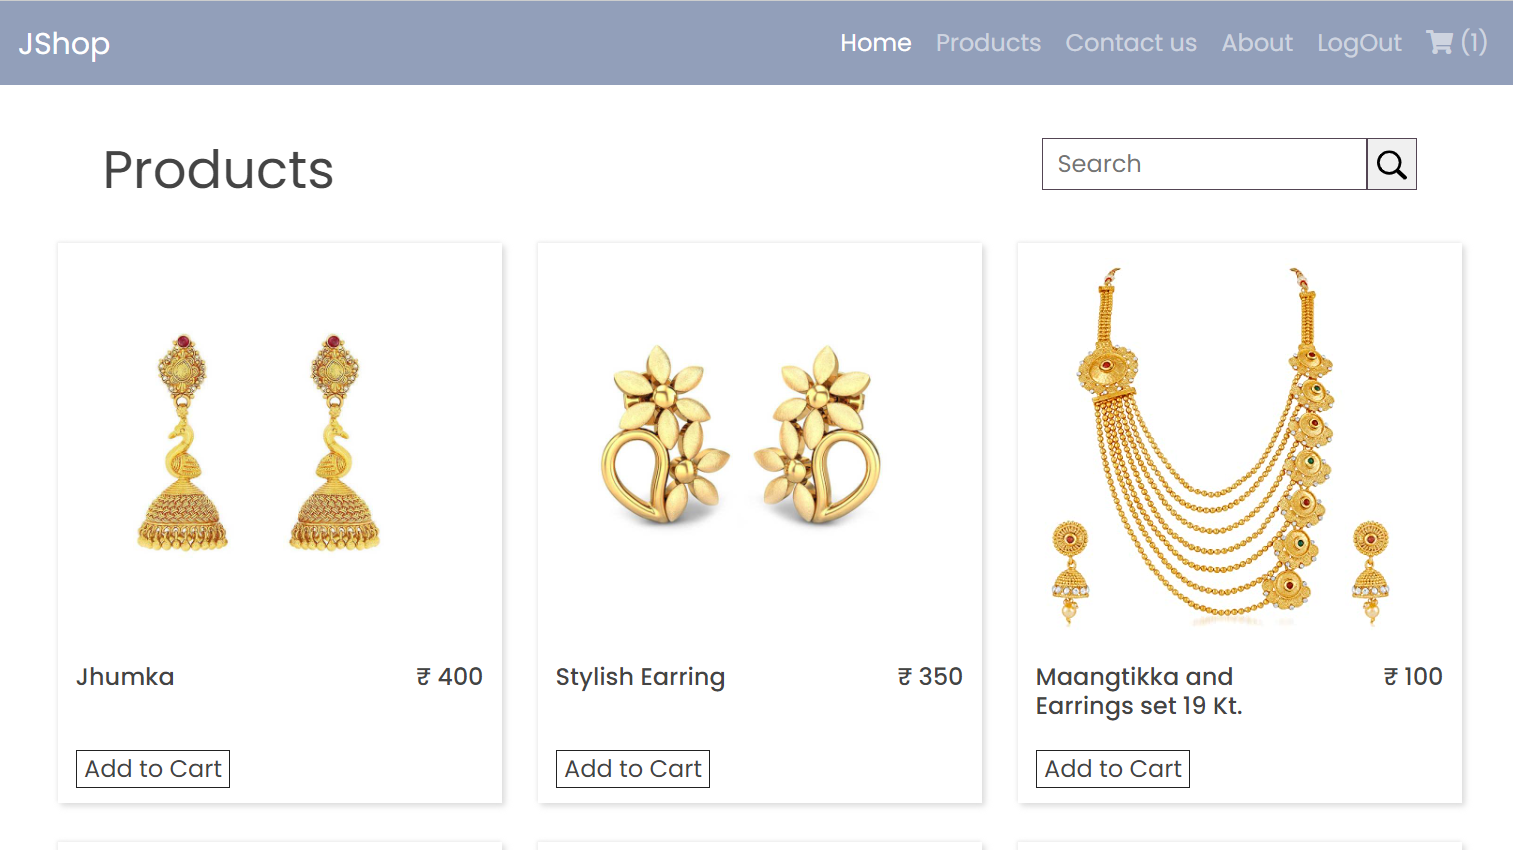 JShop
Home Products Contact us About LogOut (1)
Products
Search
Jhumka ₹ 400
Stylish Earring ₹ 350
Maangtikka and ₹ 100
Earrings set 19 Kt.
Add to Cart Add to Cart Add to Cart